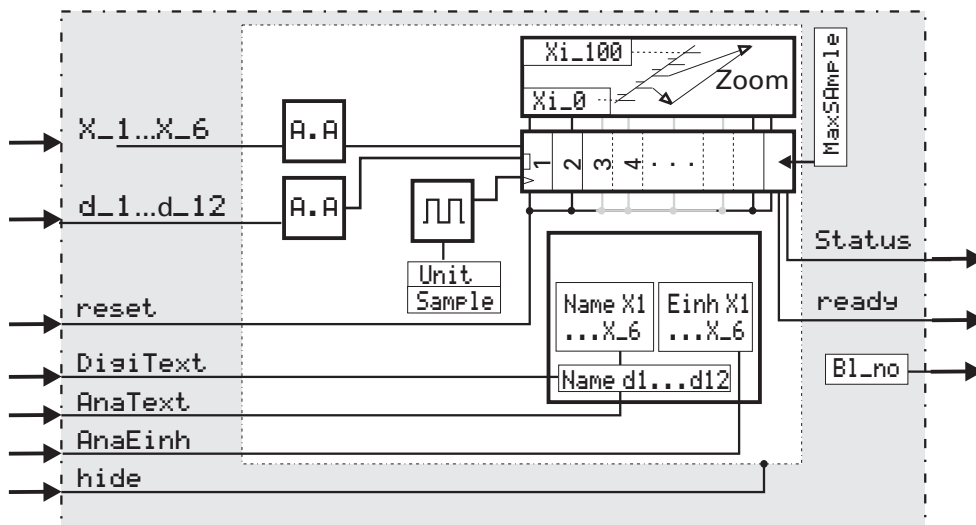 Xi_100
Zoom
Xi_0
MaxSAmple
X_1...X_6
A.A
1 2 3 4 ...
d_1...d_12
A.A
Unit
Sample
Status
reset
Name X1
...X_6
Einh X1
...X_6
ready
DigiText
Name d1...d12
Bl_no
AnaText
AnaEinh
hide